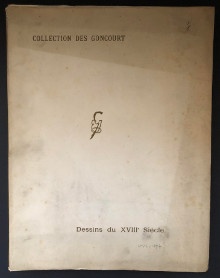 COLLECTION DES GONCOURT
Dessins du XVIIIe Siècle